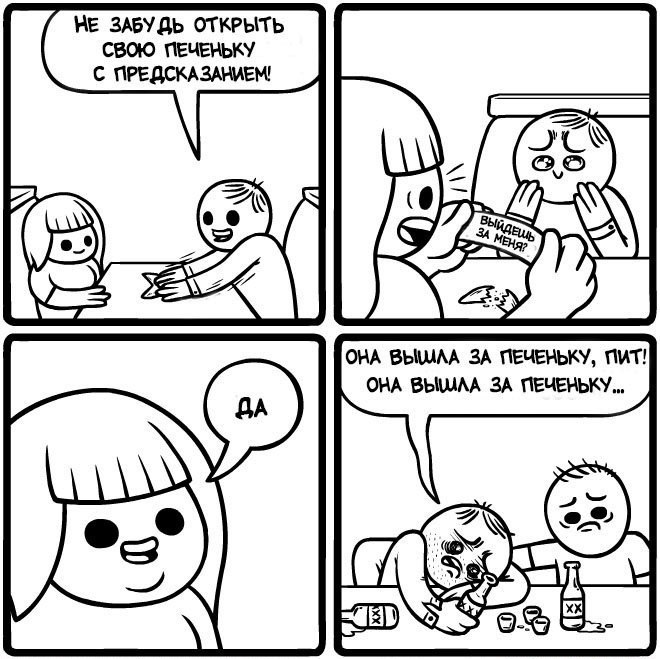 НЕ ЗАБУДЬ ОТКРЫТЬ
СВОЮ ПЕЧЕНЬКУ
С ПРЕДСКАЗАНИЕМ!
ВЫЙДЕШЬ
ЗА МЕНЯ?
ДА
ОНА ВЫШЛА ЗА ПЕЧЕНЬКУ, ПИТ!
ОНА ВЫШЛА ЗА ПЕЧЕНЬКУ...
XX
XX
XX